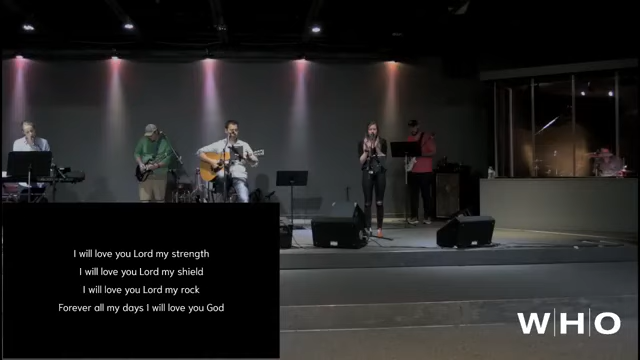 I will love you Lord my strength
I will love you Lord my shield
I will love you Lord my rock
Forever all my days I will love you God
W|H|O